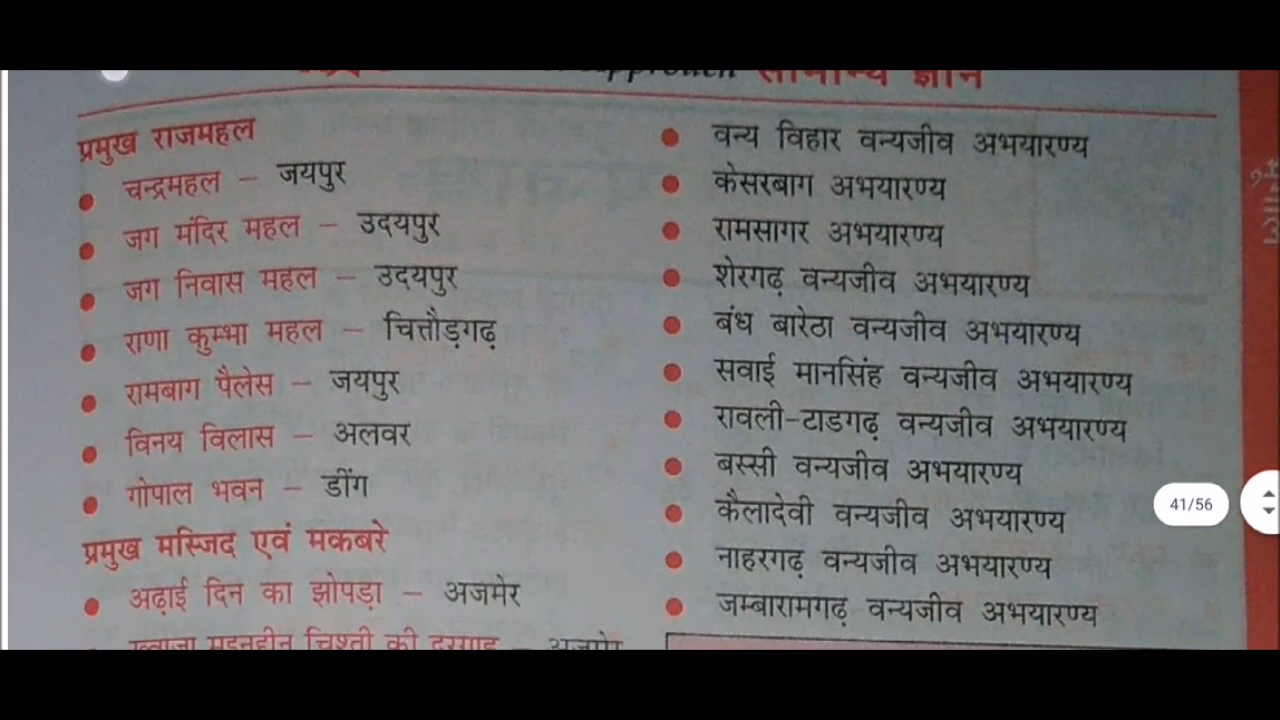 approach सामान्य ज्ञान
प्रमुख राजमहल
• चन्द्रमहल – जयपुर
• जग मंदिर महल – उदयपुर
• जग निवास महल – उदयपुर
• राणा कुम्भा महल – चित्तौड़गढ़
• रामबाग पैलेस – जयपुर
• विनय विलास – अलवर
• गोपाल भवन – डींग
प्रमुख मस्जिद एवं मकबरे
• अढ़ाई दिन का झोपड़ा – अजमेर
• वन्य विहार वन्यजीव अभयारण्य
• केसरबाग अभयारण्य
• रामसागर अभयारण्य
• शेरगढ़ वन्यजीव अभयारण्य
• बंध बारेठा वन्यजीव अभयारण्य
• सवाई मानसिंह वन्यजीव अभयारण्य
• रावली-टाडगढ़ वन्यजीव अभयारण्य
• बस्सी वन्यजीव अभयारण्य
• कैलादेवी वन्यजीव अभयारण्य
• नाहरगढ़ वन्यजीव अभयारण्य
• जम्बारामगढ़ वन्यजीव अभयारण्य
41/56